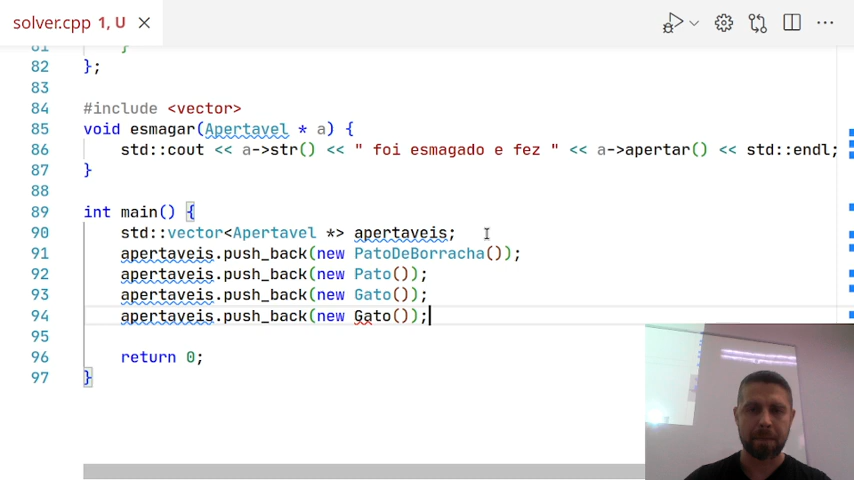 solver.cpp 1, U
81 }
82 };
83
84 #include <vector>
85 void esmagar(Apertavel * a) {
86 std::cout << a->str() << " foi esmagado e fez " << a->apertar() << std::endl;
87 }
88
89 int main() {
90 std::vector<Apertavel *> apertaveis;
91 apertaveis.push_back(new PatoDeBorracha());
92 apertaveis.push_back(new Pato());
93 apertaveis.push_back(new Gato());
94 apertaveis.push_back(new Gato());
95
96 return 0;
97 }